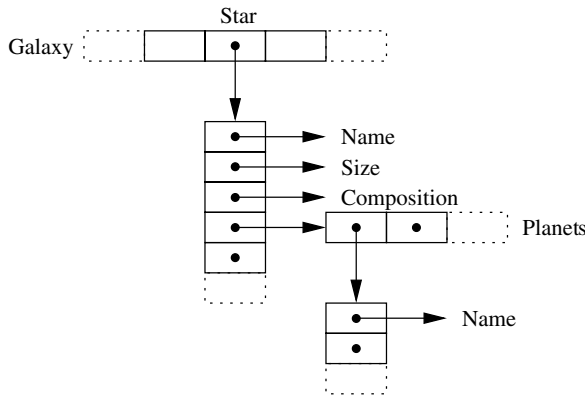 Star
Galaxy
Name
Size
Composition
Planets
Name